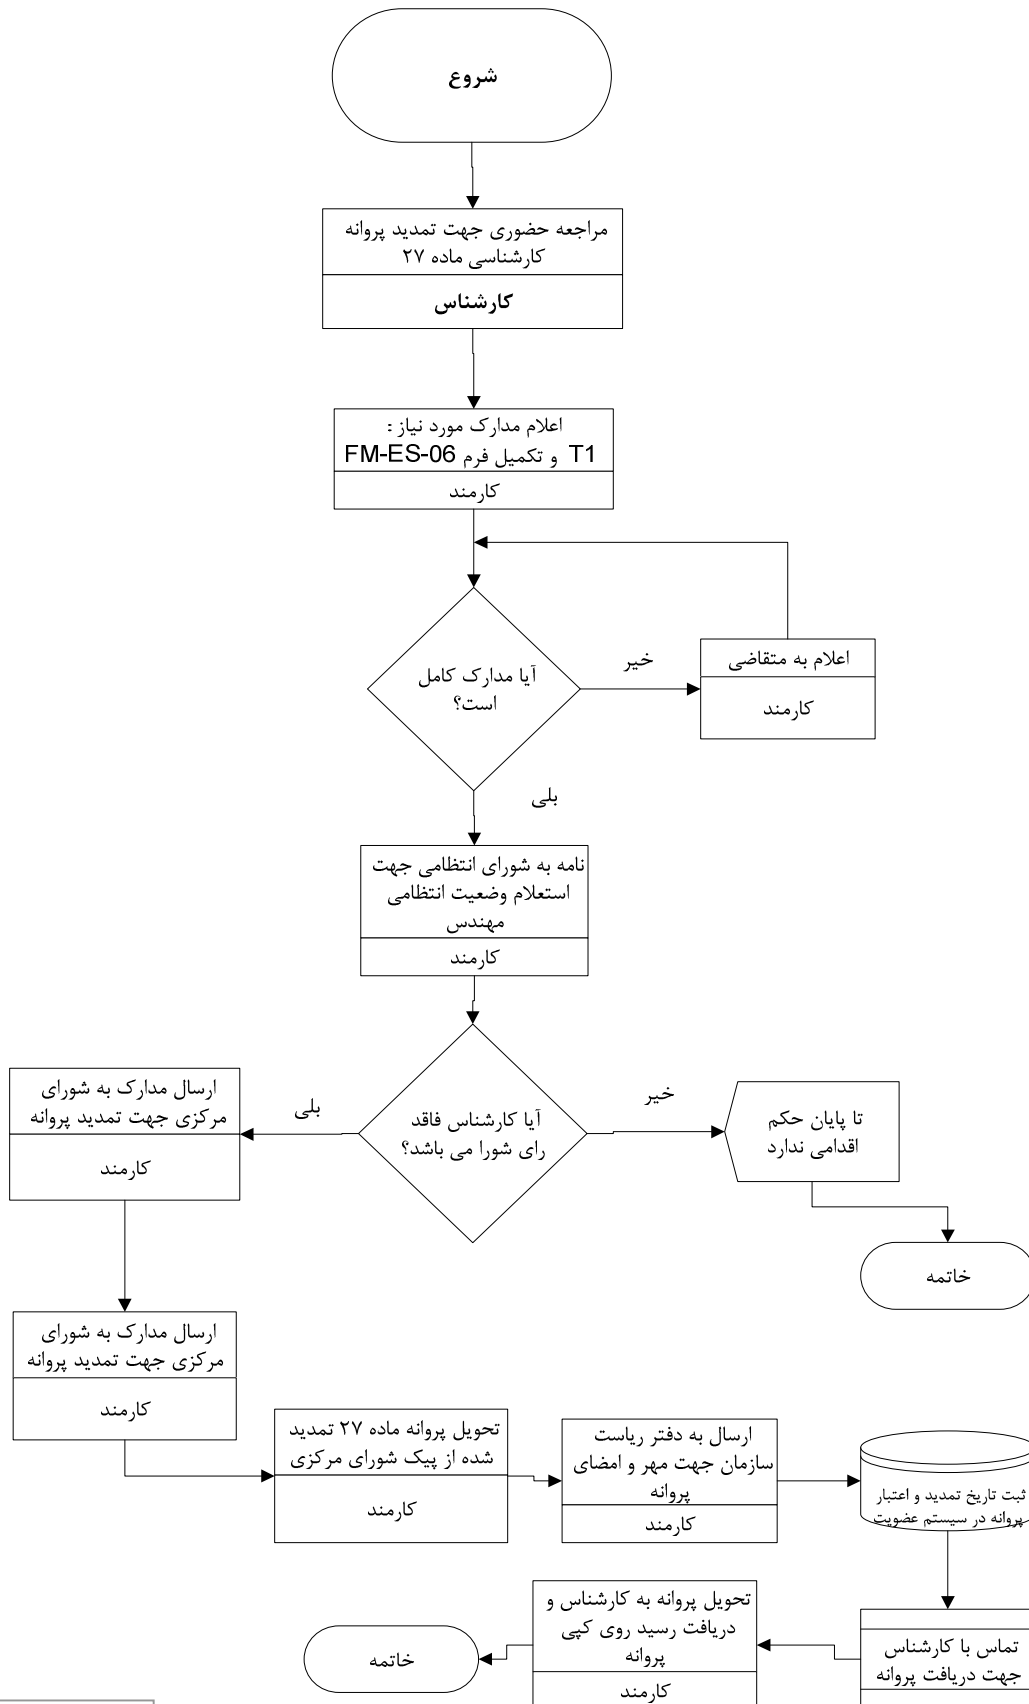 شروع
مراجعه حضوری جهت تمدید پروانه
کارشناسی ماده ۲۷
کارشناس
اعلام مدارک مورد نیاز :
T1 و تکمیل فرم FM-ES-06
کارمند
آیا مدارک کامل
است؟
خیر
اعلام به متقاضی
کارمند
بلی
نامه به شورای انتظامی جهت
استعلام وضعیت انتظامی
مهندس
کارمند
آیا کارشناس فاقد
رای شورا می باشد؟
خیر
تا پایان حکم
اقدامی ندارد
خاتمه
بلی
ارسال مدارک به شورای
مرکزی جهت تمدید پروانه
کارمند
ارسال مدارک به شورای
مرکزی جهت تمدید پروانه
کارمند
تحویل پروانه ماده ۲۷ تمدید
شده از پیک شورای مرکزی
کارمند
ارسال به دفتر ریاست
سازمان جهت مهر و امضای
پروانه
کارمند
ثبت تاریخ تمدید و اعتبار
پروانه در سیستم عضویت
تماس با کارشناس
جهت دریافت پروانه
تحویل پروانه به کارشناس و
دریافت رسید روی کپی
پروانه
کارمند
خاتمه